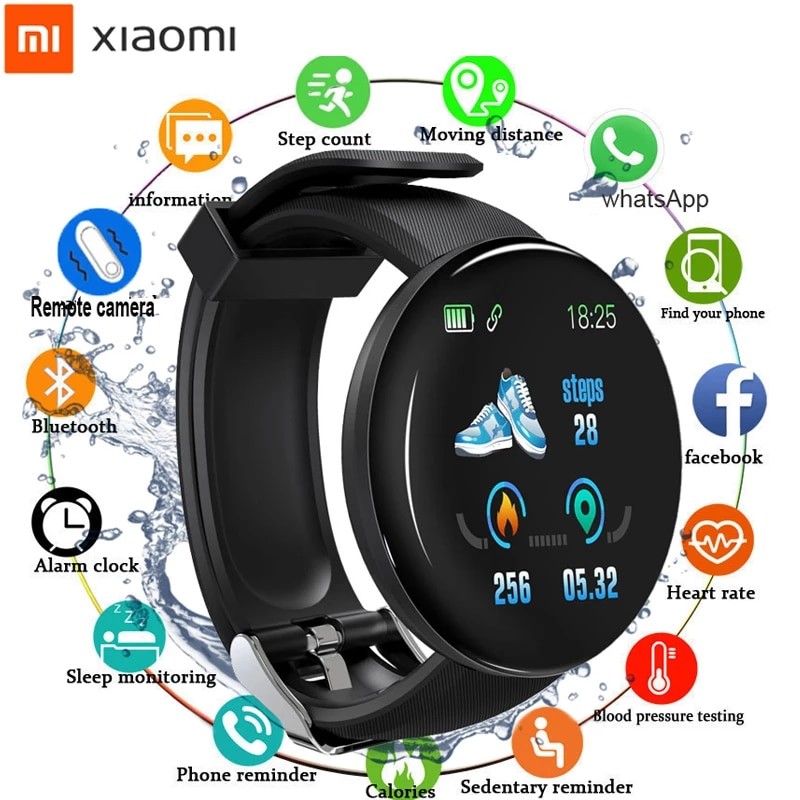 mi xiaomi
Step count
Moving distance
information
whatsApp
Remote camera
Find your phone
18:25
steps
28
Bluetooth
f
facebook
Alarm clock
256 05.32
Heart rate
z z z
Sleep monitoring
Blood pressure testing
Phone reminder
Calories
Sedentary reminder